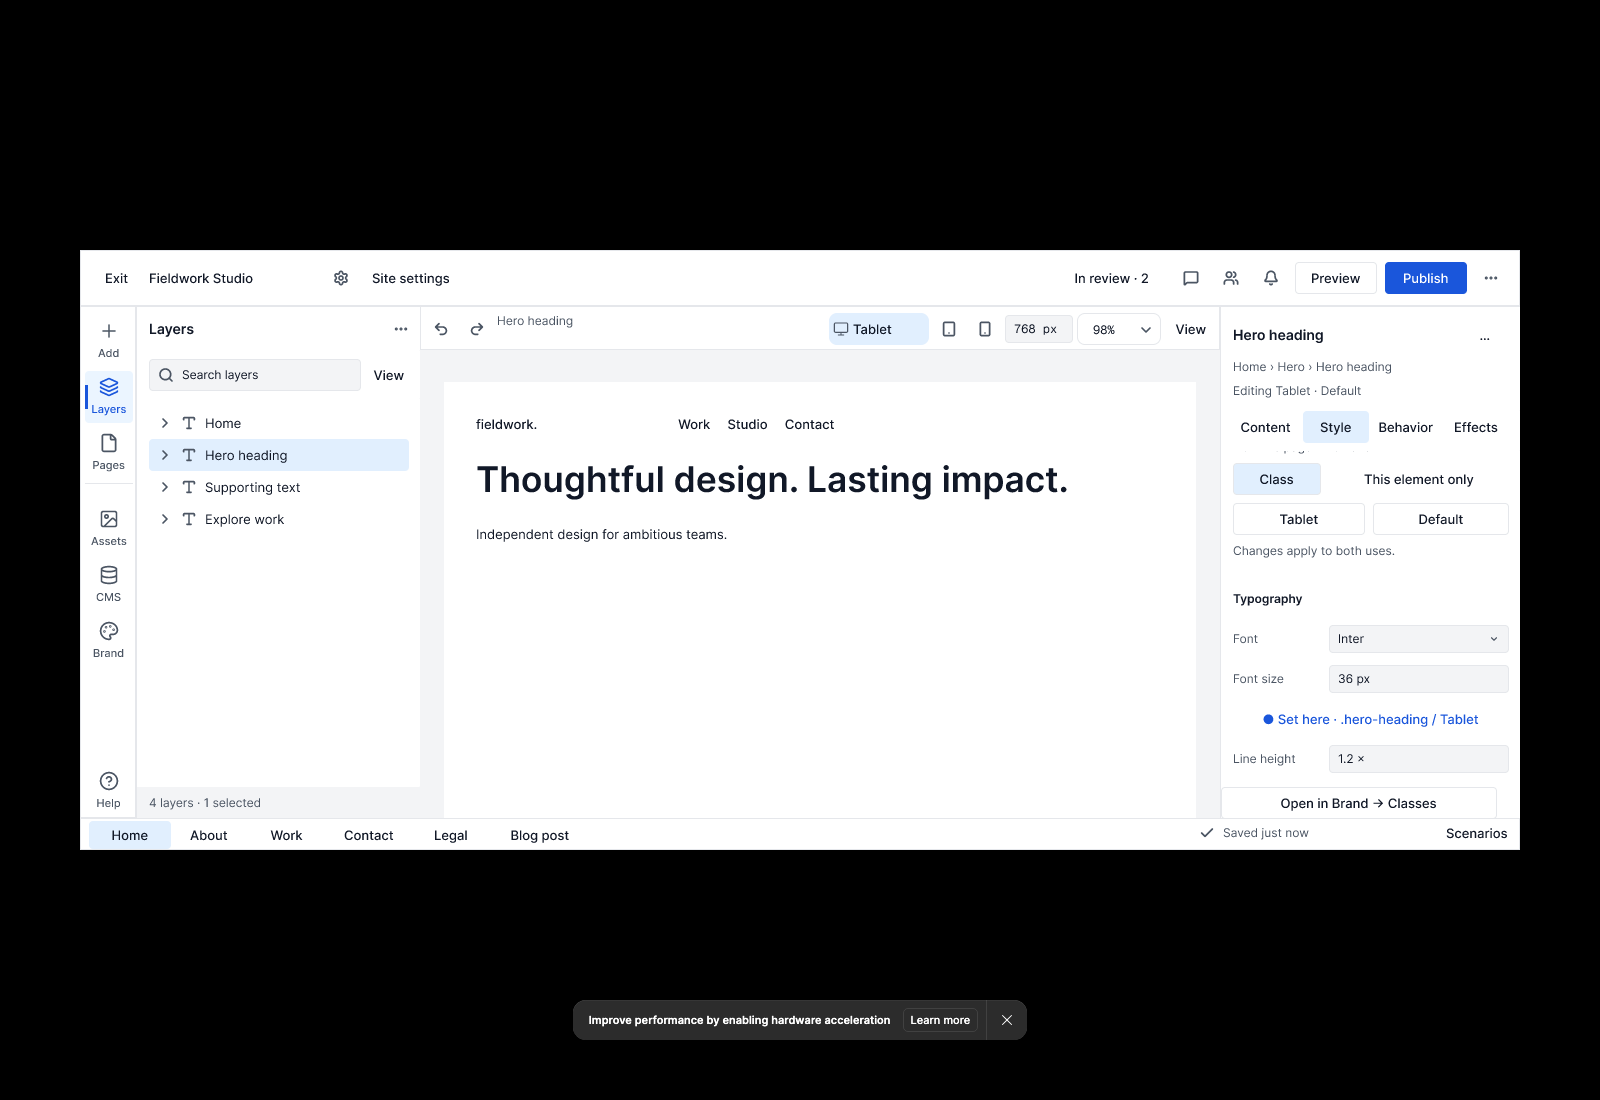 Exit Fieldwork Studio Site settings In review · 2 Preview Publish
Add
Layers
Pages
Assets
CMS
Brand
Help
Layers
Search layers View
Home
Hero heading
Supporting text
Explore work
4 layers · 1 selected
Hero heading Tablet 768 px 98% View
fieldwork. Work Studio Contact
Thoughtful design. Lasting impact.
Independent design for ambitious teams.
Hero heading
Home › Hero › Hero heading
Editing Tablet · Default
Content Style Behavior Effects
Class This element only
Tablet Default
Changes apply to both uses.
Typography
Font Inter
Font size 36 px
Set here · .hero-heading / Tablet
Line height 1.2 ×
Open in Brand → Classes
Home About Work Contact Legal Blog post Saved just now Scenarios
Improve performance by enabling hardware acceleration Learn more